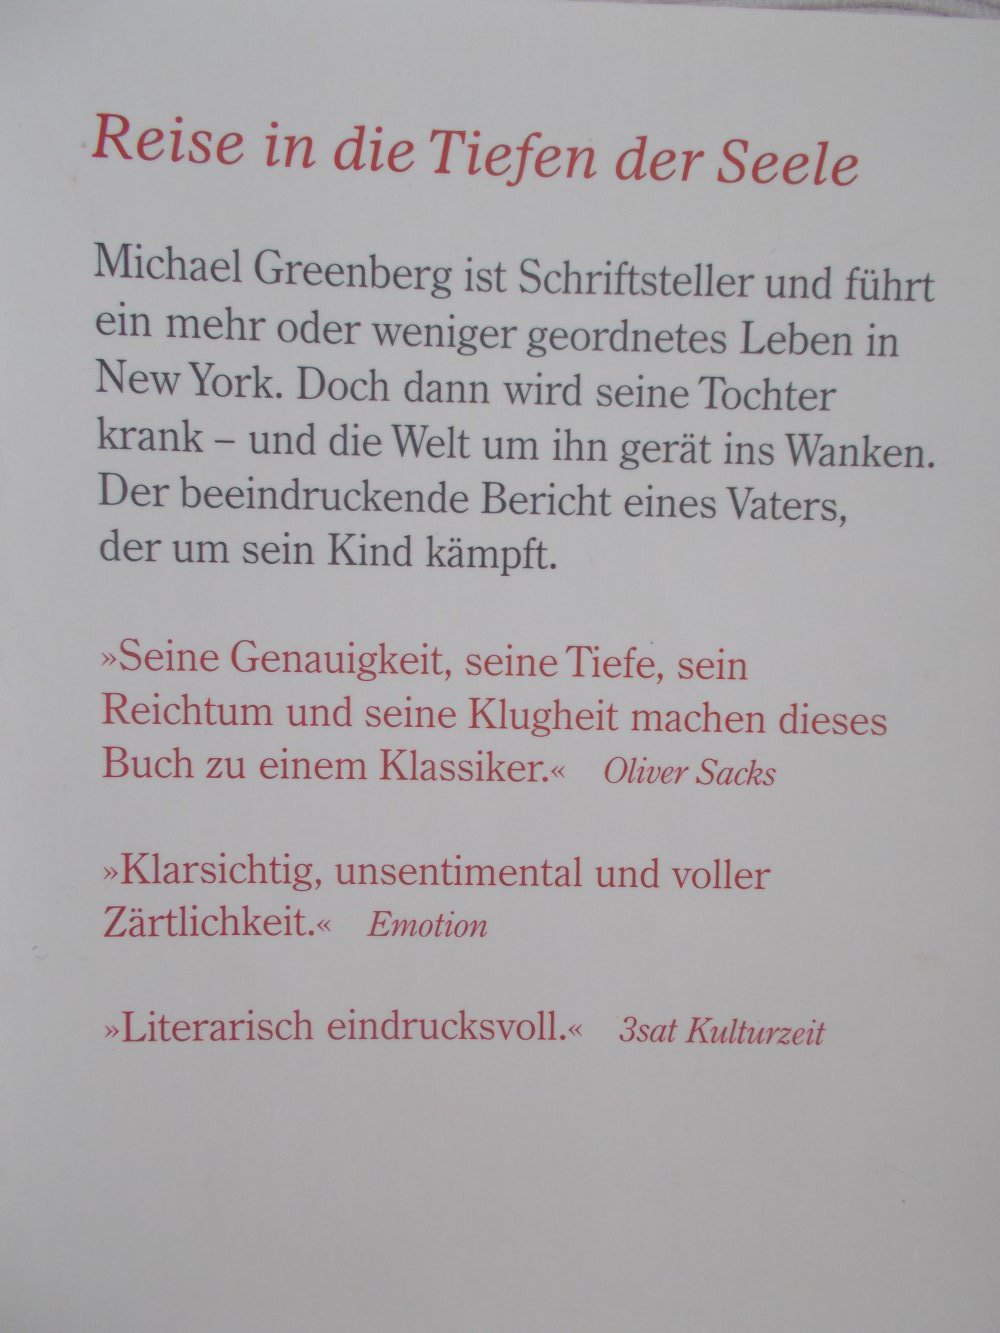 Reise in die Tiefen der Seele
Michael Greenberg ist Schriftsteller und führt
ein mehr oder weniger geordnetes Leben in
New York. Doch dann wird seine Tochter
krank – und die Welt um ihn gerät ins Wanken.
Der beeindruckende Bericht eines Vaters,
der um sein Kind kämpft.
»Seine Genauigkeit, seine Tiefe, sein
Reichtum und seine Klugheit machen dieses
Buch zu einem Klassiker.« Oliver Sacks
»Klarsichtig, unsentimental und voller
Zärtlichkeit.« Emotion
»Literarisch eindrucksvoll.« 3sat Kulturzeit